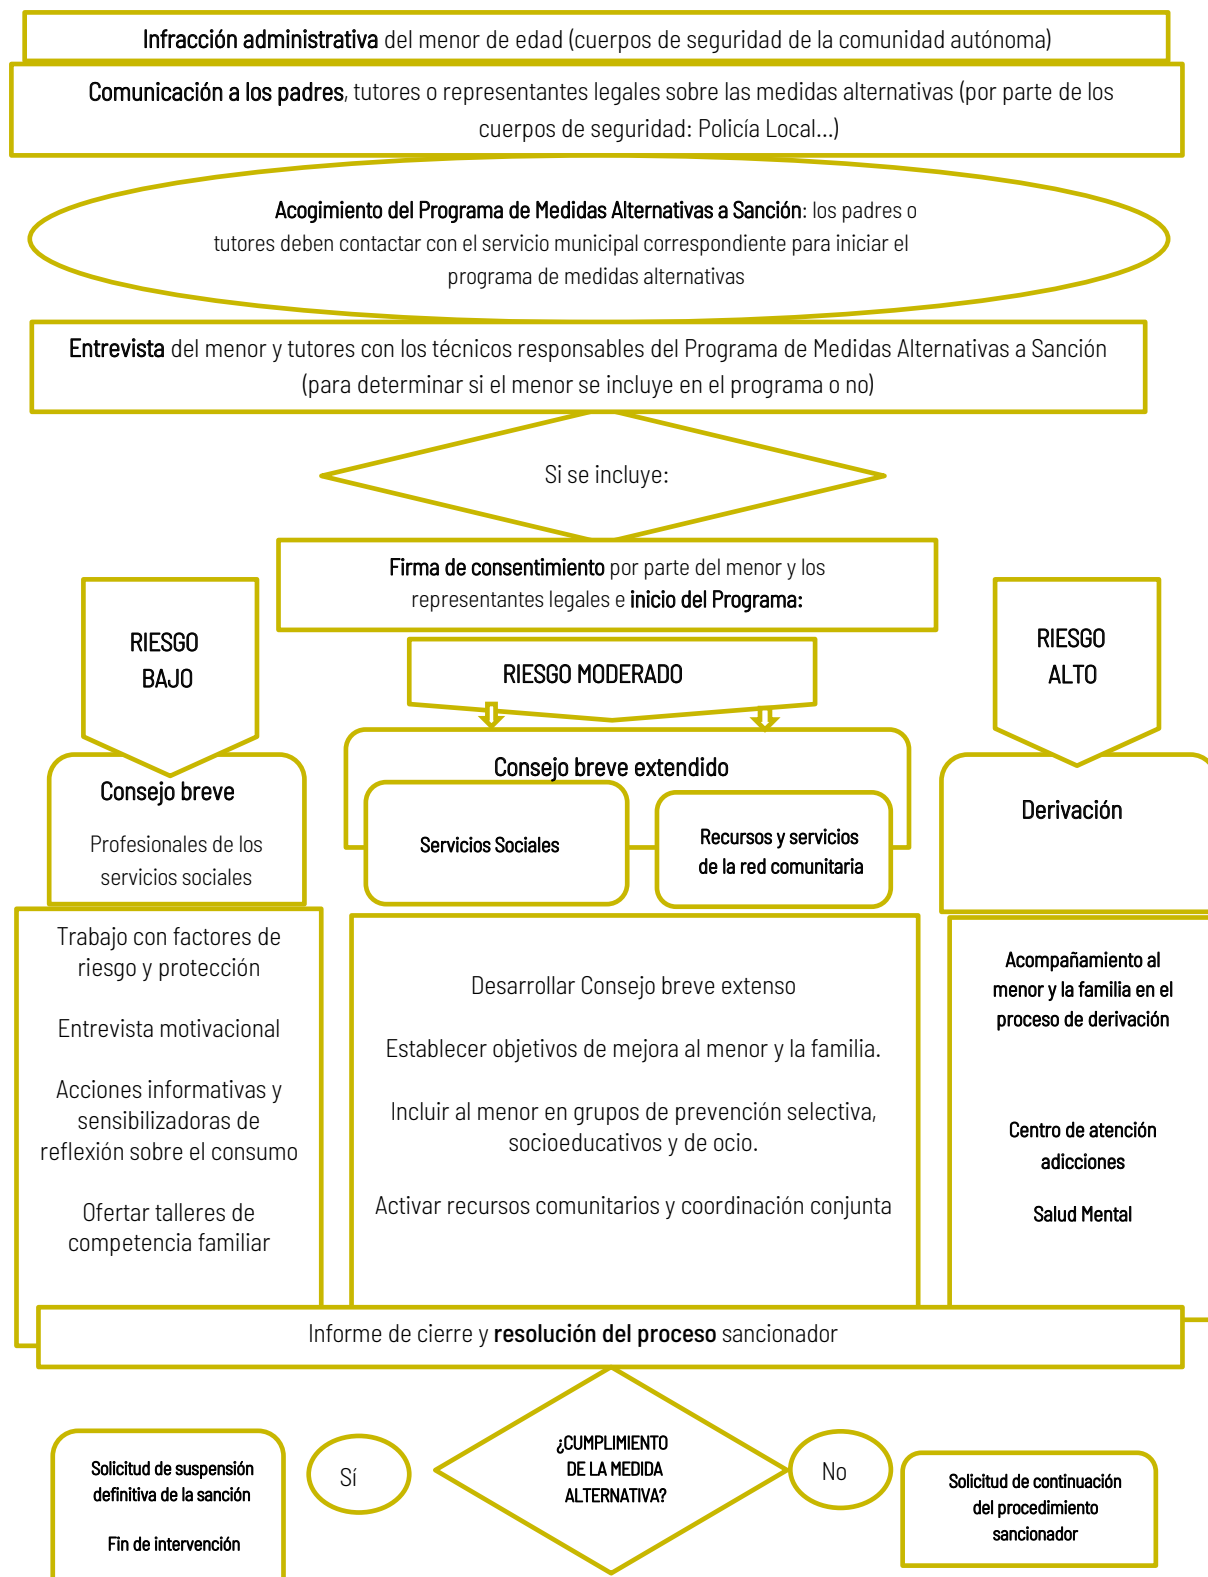 Infracción administrativa del menor de edad (cuerpos de seguridad de la comunidad autónoma)
Comunicación a los padres, tutores o representantes legales sobre las medidas alternativas (por parte de los
cuerpos de seguridad: Policía Local...)
Acogimiento del Programa de Medidas Alternativas a Sanción: los padres o
tutores deben contactar con el servicio municipal correspondiente para iniciar el
programa de medidas alternativas
Entrevista del menor y tutores con los técnicos responsables del Programa de Medidas Alternativas a Sanción
(para determinar si el menor se incluye en el programa o no)
Si se incluye:
Firma de consentimiento por parte del menor y los
representantes legales e inicio del Programa:
RIESGO
BAJO
Consejo breve
Profesionales de los
servicios sociales
Trabajo con factores de
riesgo y protección
Entrevista motivacional
Acciones informativas y
sensibilizadoras de
reflexión sobre el consumo
Ofertar talleres de
competencia familiar
RIESGO MODERADO
Consejo breve extendido
Servicios Sociales
Recursos y servicios
de la red comunitaria
Desarrollar Consejo breve extenso
Establecer objetivos de mejora al menor y la familia.
Incluir al menor en grupos de prevención selectiva,
socioeducativos y de ocio.
Activar recursos comunitarios y coordinación conjunta
RIESGO
ALTO
Derivación
Acompañamiento al
menor y la familia en el
proceso de derivación
Centro de atención
adicciones
Salud Mental
Informe de cierre y resolución del proceso sancionador
¿CUMPLIMIENTO
DE LA MEDIDA
ALTERNATIVA?
Sí
Solicitud de suspensión
definitiva de la sanción
Fin de intervención
No
Solicitud de continuación
del procedimiento
sancionador